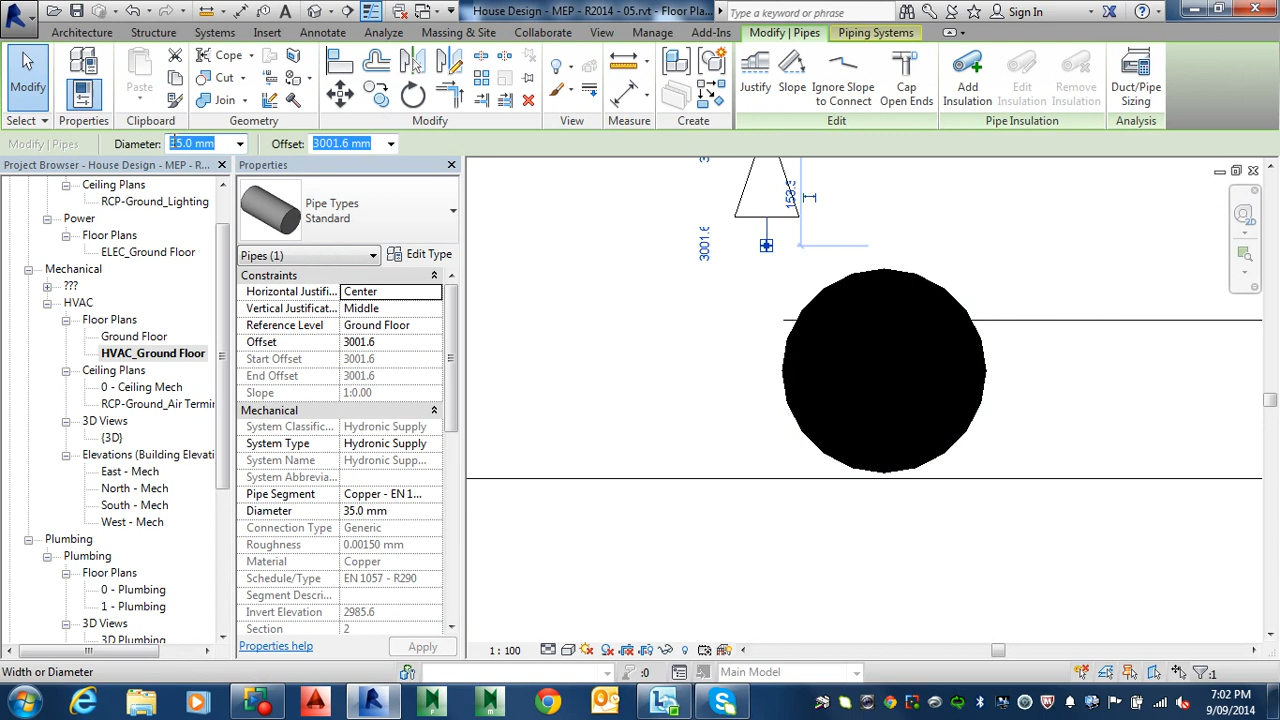 House Design - MEP - R2014 - 05.rvt - Floor Pla...
Type a keyword or phrase
Sign In
Architecture
Structure
Systems
Insert
Annotate
Analyze
Massing & Site
Collaborate
View
Manage
Add-Ins
Modify | Pipes
Piping Systems
Modify
Paste
Cope
Cut
Join
Justify
Slope
Ignore Slope to Connect
Cap Open Ends
Add Insulation
Edit Insulation
Remove Insulation
Duct/Pipe Sizing
Select
Properties
Clipboard
Geometry
Modify
View
Measure
Create
Edit
Pipe Insulation
Analysis
Modify | Pipes
Diameter: 35.0 mm
Offset: 3001.6 mm
Project Browser - House Design - MEP - R...
Ceiling Plans
RCP-Ground_Lighting
Power
Floor Plans
ELEC_Ground Floor
Mechanical
???
HVAC
Floor Plans
Ground Floor
HVAC_Ground Floor
Ceiling Plans
0 - Ceiling Mech
RCP-Ground_Air Termin
3D Views
{3D}
Elevations (Building Elevati
East - Mech
North - Mech
South - Mech
West - Mech
Plumbing
Plumbing
Floor Plans
0 - Plumbing
1 - Plumbing
3D Views
3D Plumbing
Properties
Pipe Types
Standard
Pipes (1)
Edit Type
Constraints
Horizontal Justifi... Center
Vertical Justificat... Middle
Reference Level Ground Floor
Offset 3001.6
Start Offset 3001.6
End Offset 3001.6
Slope 1:0.00
Mechanical
System Classific... Hydronic Supply
System Type Hydronic Supply
System Name Hydronic Supp...
System Abbrevia...
Pipe Segment Copper - EN 1...
Diameter 35.0 mm
Connection Type Generic
Roughness 0.00150 mm
Material Copper
Schedule/Type EN 1057 - R290
Segment Descri...
Invert Elevation 2985.6
Section 2
Properties help
Apply
3001.6
1 : 100
Width or Diameter
:0
Main Model
:1
7:02 PM
9/09/2014